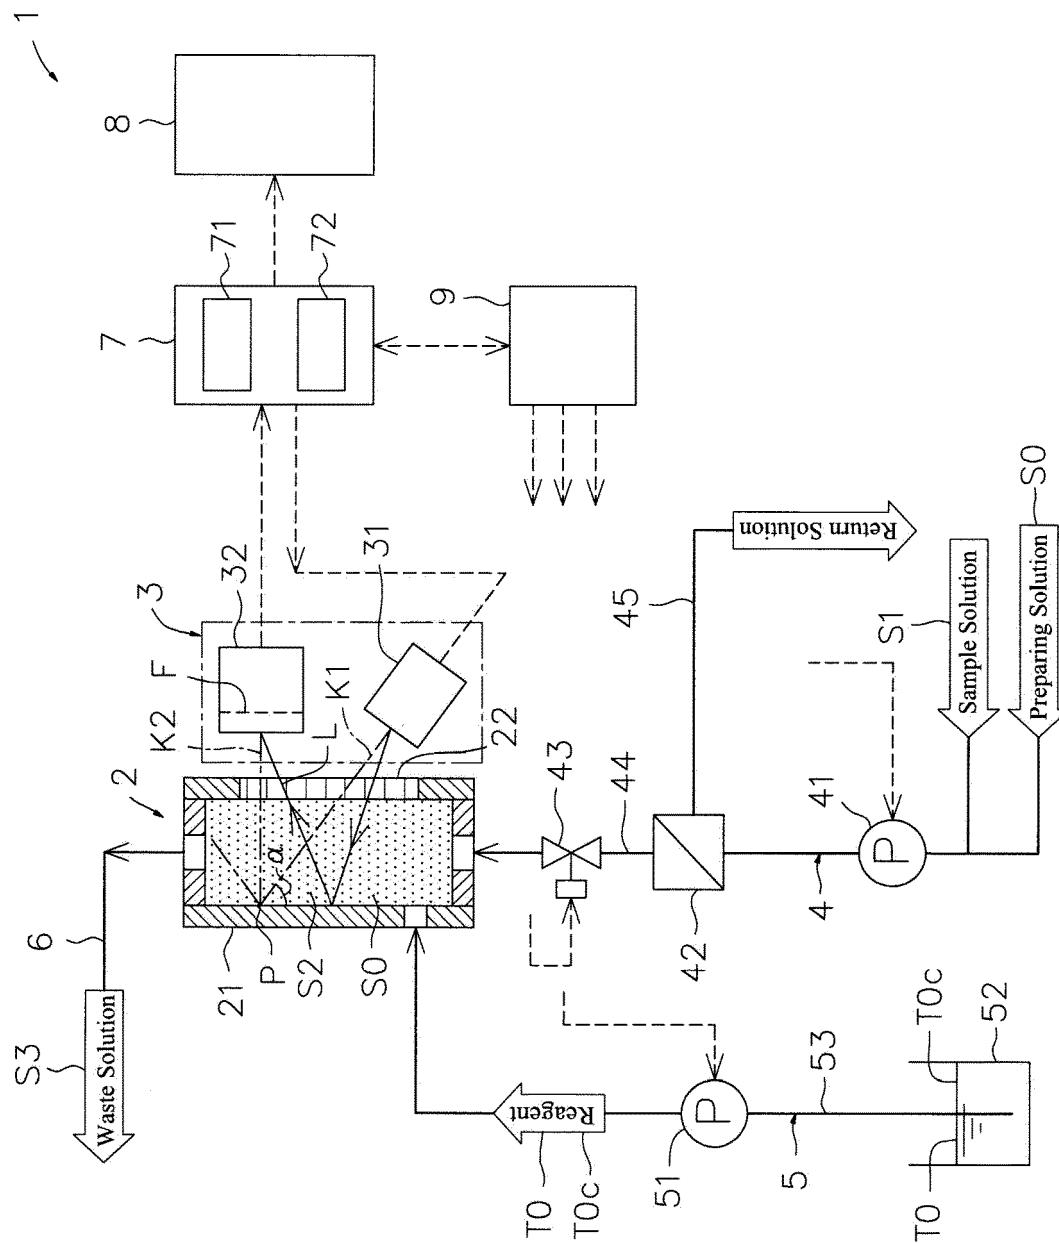 1
8
71
72
7
9
3
32
F
K2
31
K1
L
22
2
α
P
S2
S0
21
6
S3
Waste Solution
43
44
45
Return Solution
42
4
41
P
S1
Sample Solution
S0
Preparing Solution
Reagent
T0
T0c
51
P
53
5
52
T0c
T0